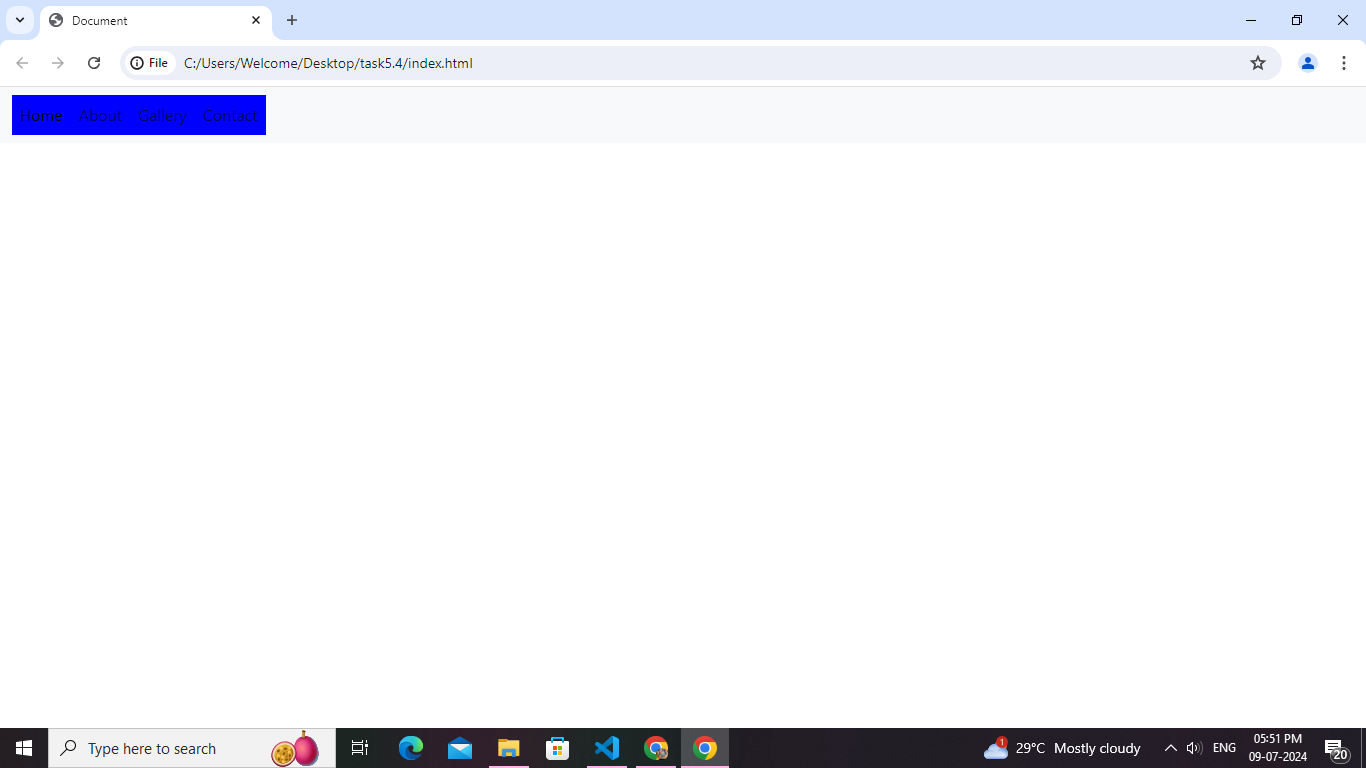 Document
File
C:/Users/Welcome/Desktop/task5.4/index.html
Home About Gallery Contact
Type here to search
1
29°C Mostly cloudy
ENG
05:51 PM
09-07-2024
20